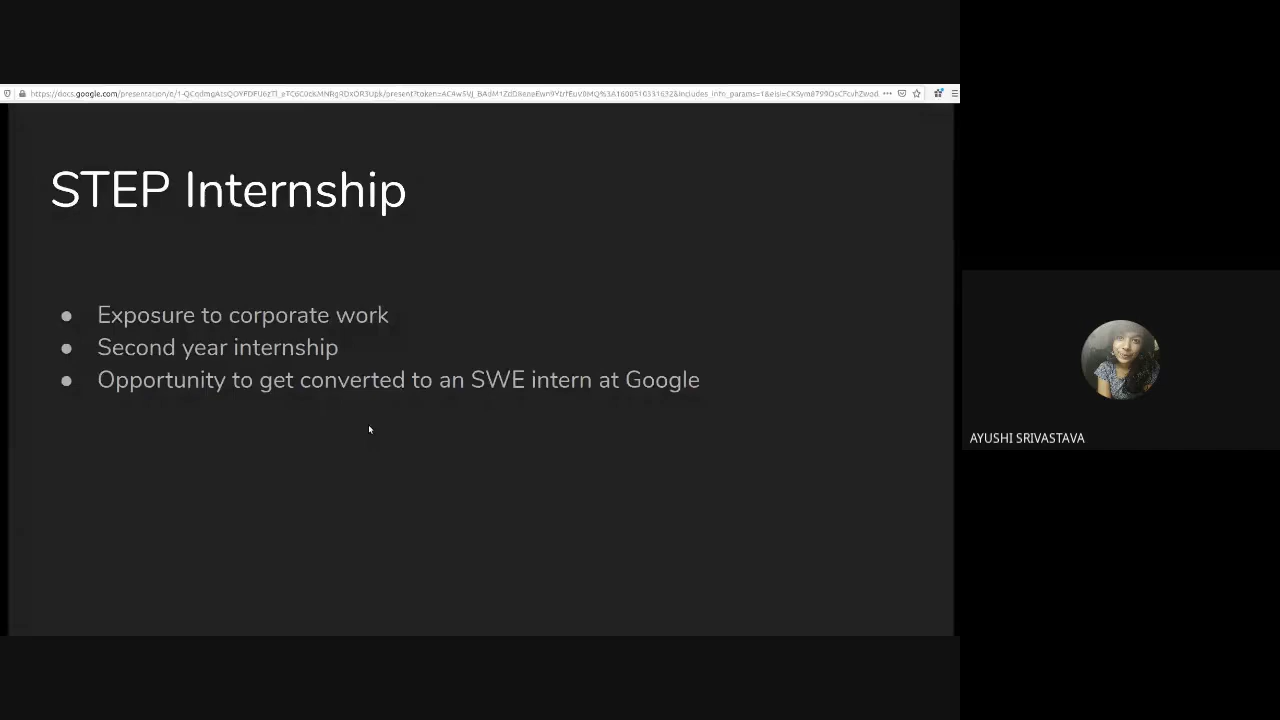 STEP Internship
● Exposure to corporate work
● Second year internship
● Opportunity to get converted to an SWE intern at Google
AYUSHI SRIVASTAVA